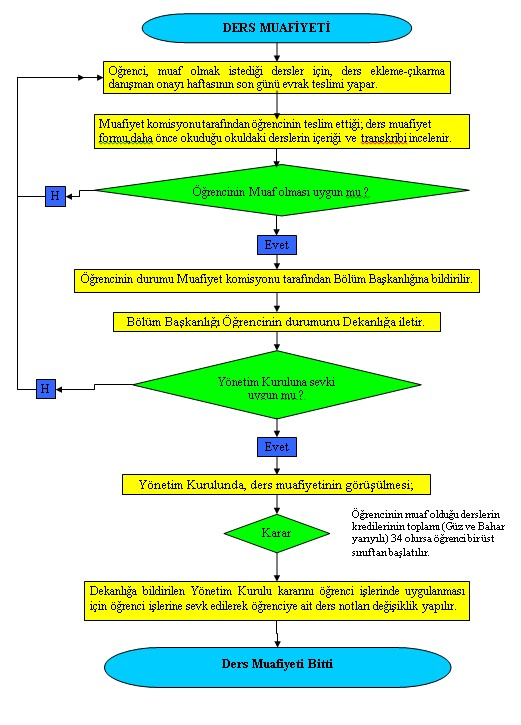 DERS MUAFİYETİ
Öğrenci, muaf olmak istediği dersler için, ders ekleme-çıkarma
danışman onayı haftasının son günü evrak teslimi yapar.
Muafiyet komisyonu tarafından öğrencinin teslim ettiği; ders muafiyet
formu,daha önce okuduğu okuldaki derslerin içeriği ve transkribi incelenir.
Öğrencinin Muaf olması uygun mu ?
H
Evet
Öğrencinin durumu Muafiyet komisyonu tarafından Bölüm Başkanlığına bildirilir.
Bölüm Başkanlığı Öğrencinin durumunu Dekanlığa iletir.
Yönetim Kuruluna sevki
uygun mu ?
H
Evet
Yönetim Kurulunda, ders muafiyetinin görüşülmesi;
Karar
Öğrencinin muaf olduğu derslerin
kredilerinin toplamı (Güz ve Bahar
yarıyılı) 34 olursa öğrenci bir üst
sınıftan başlatılır.
Dekanlığa bildirilen Yönetim Kurulu kararını öğrenci işlerinde uygulanması
için öğrenci işlerine sevk edilerek öğrenciye ait ders notları değişiklik yapılır.
Ders Muafiyeti Bitti